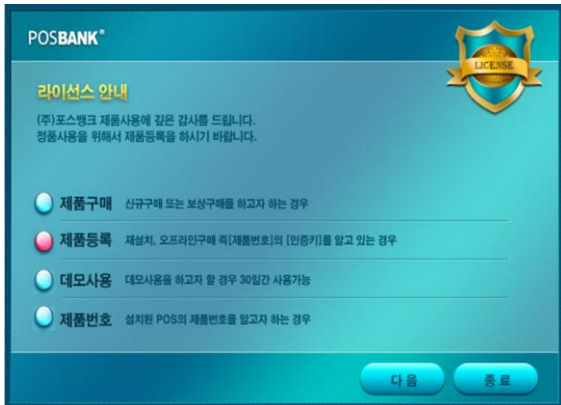 POSBANK®
LICENSE
라이선스 안내
(주)포스뱅크 제품사용에 깊은 감사를 드립니다.
정품사용을 위해서 제품등록을 하시기 바랍니다.
제품구매 신규구매 또는 보상구매를 하고자 하는 경우
제품등록 재설치, 오프라인구매 즉[제품번호]의 [인증키]를 알고 있는 경우
데모사용 데모사용을 하고자 할 경우 30일간 사용가능
제품번호 설치된 POS의 제품번호를 알고자 하는 경우
다 음 종 료